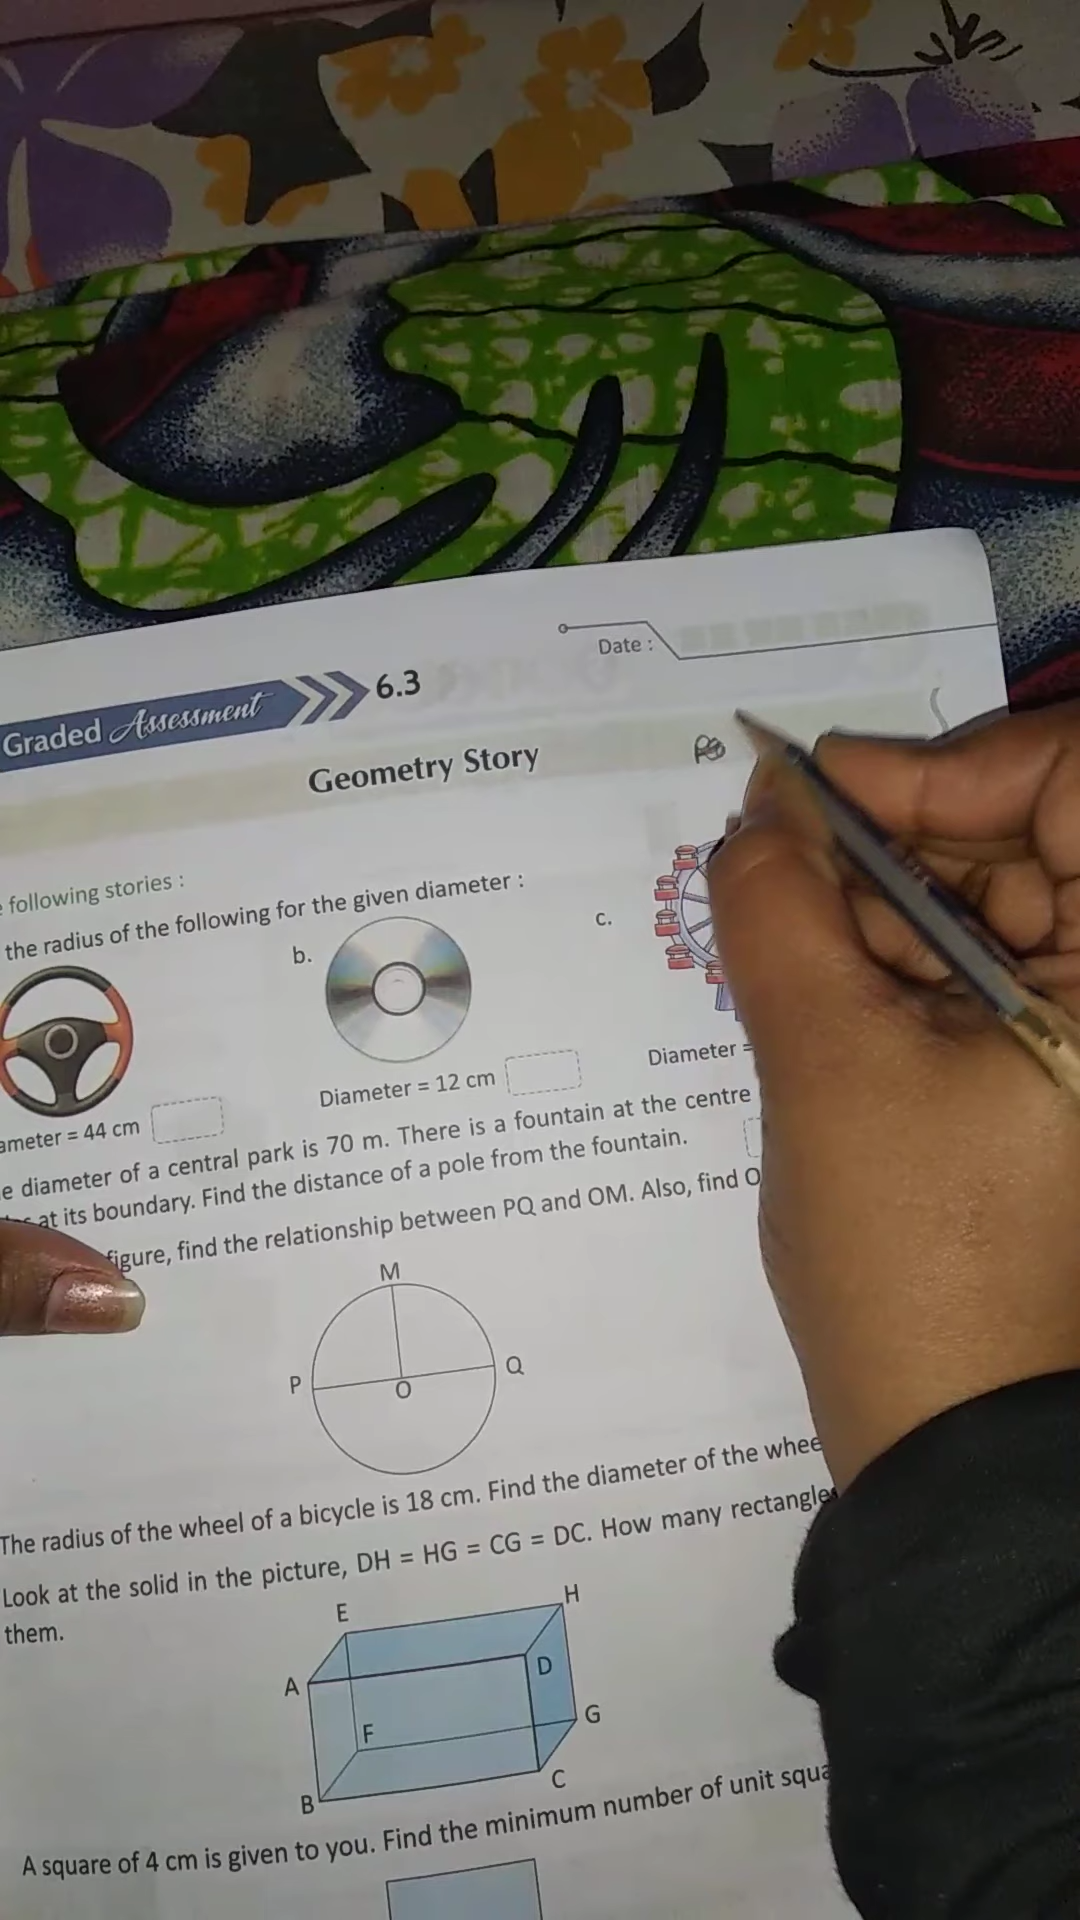 Date :
Graded Assessment 6.3
Geometry Story
following stories :
the radius of the following for the given diameter :
b.
c.
ameter = 44 cm
Diameter = 12 cm
Diameter =
e diameter of a central park is 70 m. There is a fountain at the centre
at its boundary. Find the distance of a pole from the fountain.
figure, find the relationship between PQ and OM. Also, find O
M
P
O
Q
The radius of the wheel of a bicycle is 18 cm. Find the diameter of the whee
Look at the solid in the picture, DH = HG = CG = DC. How many rectangles
them.
E
H
A
D
F
G
B
C
A square of 4 cm is given to you. Find the minimum number of unit squa